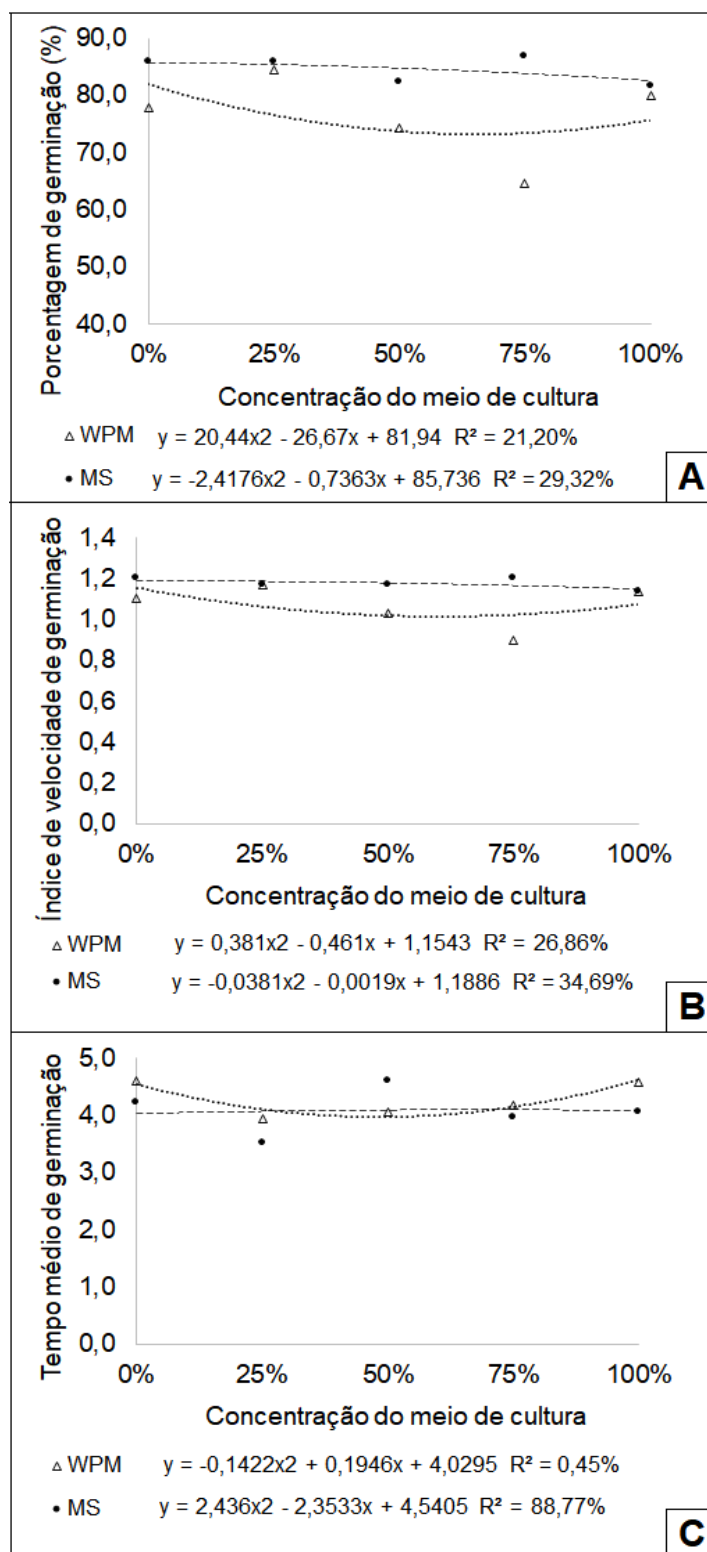 Porcentagem de germinação (%)
90,0
80,0
70,0
60,0
50,0
40,0
0% 25% 50% 75% 100%
Concentração do meio de cultura
WPM y = 20,44x2 - 26,67x + 81,94 R² = 21,20%
MS y = -2,4176x2 - 0,7363x + 85,736 R² = 29,32%
A
Índice de velocidade de germinação
1,4
1,2
1,0
0,8
0,6
0,4
0,2
0,0
0% 25% 50% 75% 100%
Concentração do meio de cultura
WPM y = 0,381x2 - 0,461x + 1,1543 R² = 26,86%
MS y = -0,0381x2 - 0,0019x + 1,1886 R² = 34,69%
B
Tempo médio de germinação
5,0
4,0
3,0
2,0
1,0
0,0
0% 25% 50% 75% 100%
Concentração do meio de cultura
WPM y = -0,1422x2 + 0,1946x + 4,0295 R² = 0,45%
MS y = 2,436x2 - 2,3533x + 4,5405 R² = 88,77%
C